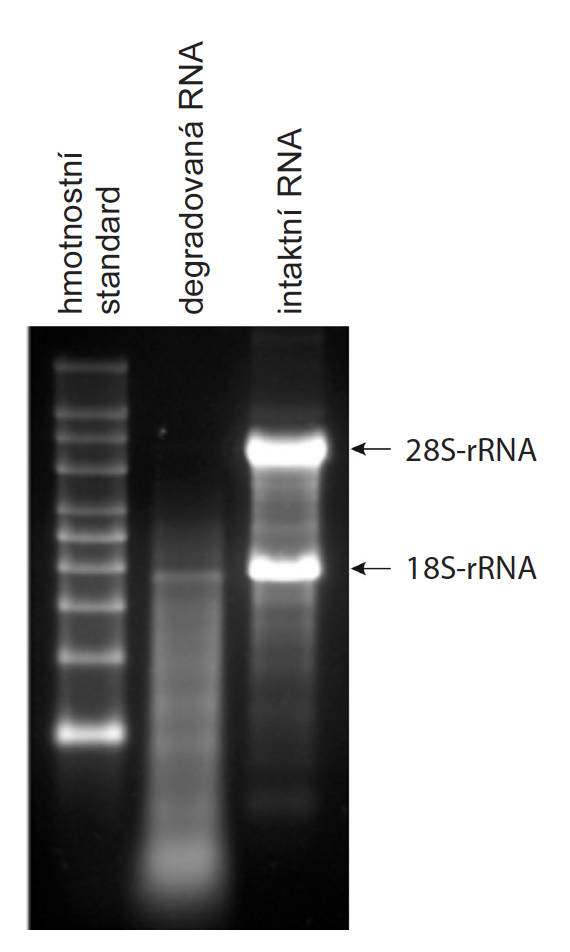 hmotnostní
standard
degradovaná RNA
intaktní RNA
28S-rRNA
18S-rRNA